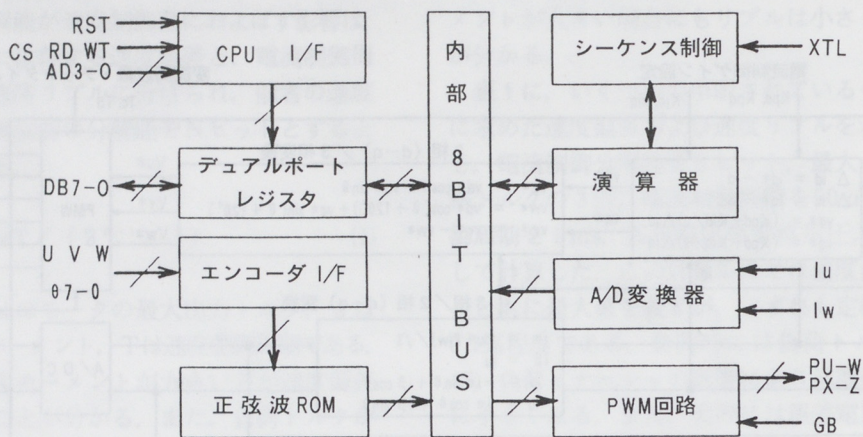 RST
CS RD WT
AD3-0
CPU I/F
DB7-0
デュアルポート
レジスタ
U V W
θ7-0
エンコーダ I/F
正弦波ROM
内部8BIT BUS
シーケンス制御
XTL
演算器
A/D変換器
Iu
Iw
PWM回路
PU-W
PX-Z
GB